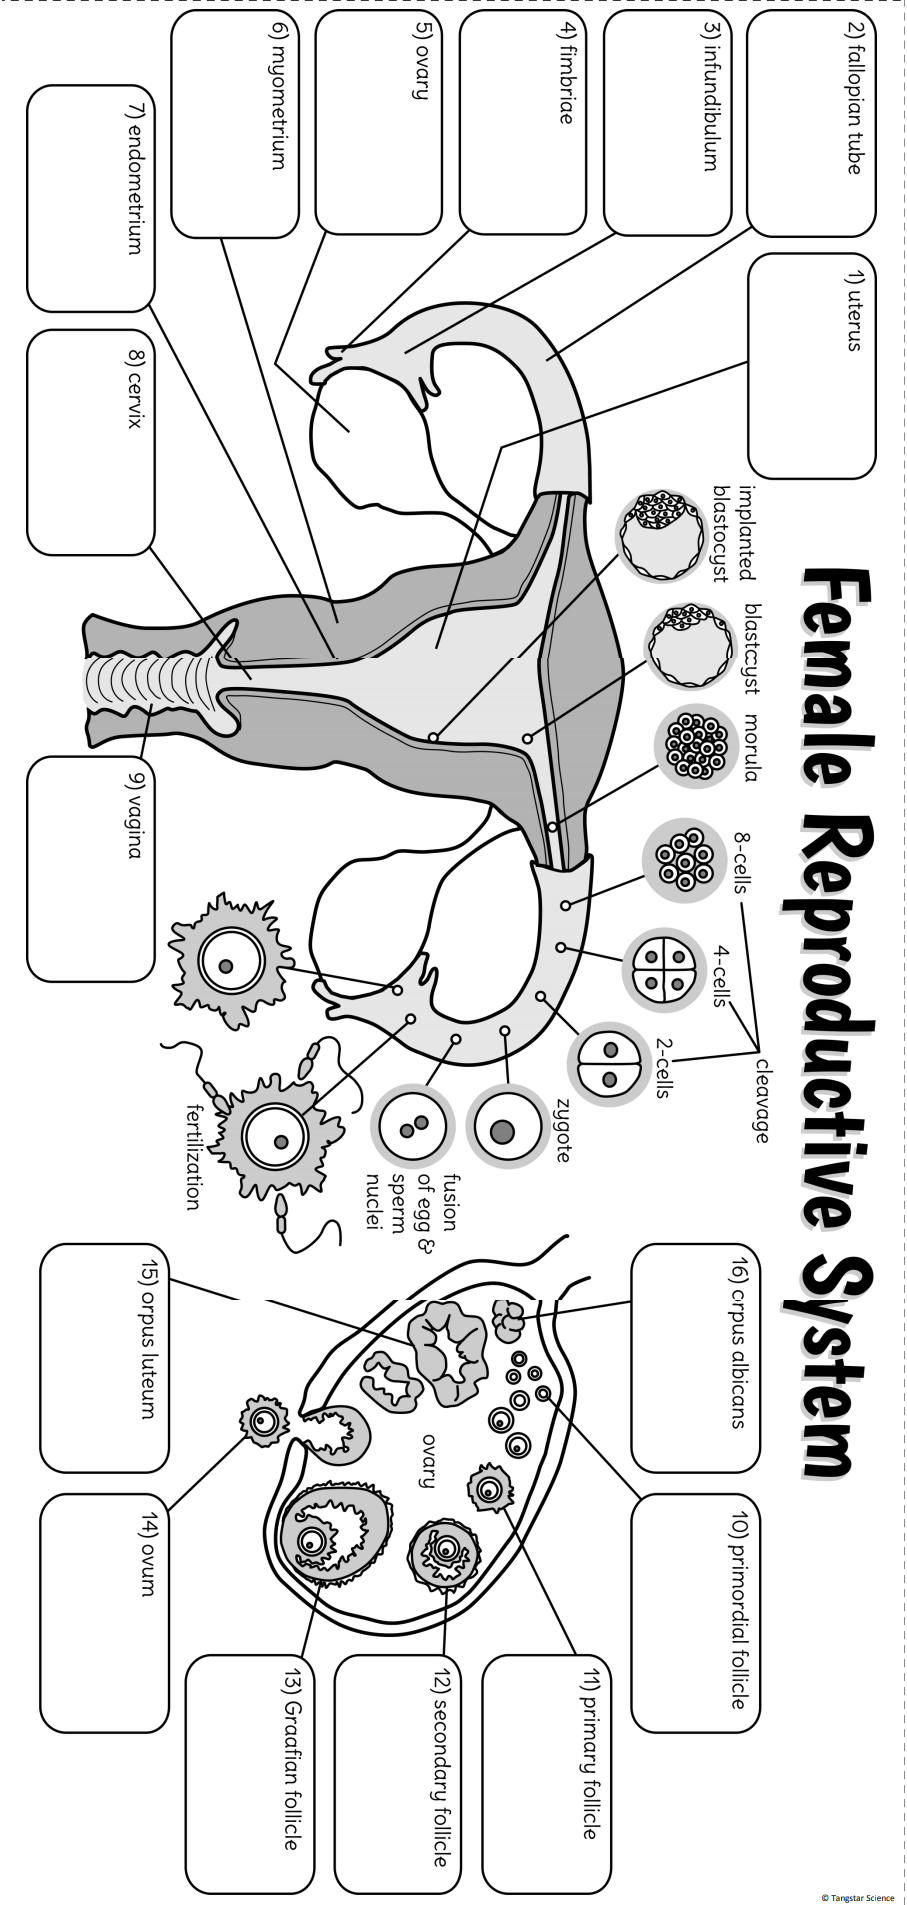 Female Reproductive System
1) uterus
2) fallopian tube
3) infundibulum
4) fimbriae
5) ovary
6) myometrium
7) endometrium
8) cervix
9) vagina
implanted
blastocyst
blastcyst
morula
8-cells
4-cells
2-cells
cleavage
zygote
fusion
of egg &
sperm
nuclei
fertilization
ovary
10) primordial follicle
11) primary follicle
12) secondary follicle
13) Graafian follicle
14) ovum
15) orpus luteum
16) crpus albicans
© Tangstar Science